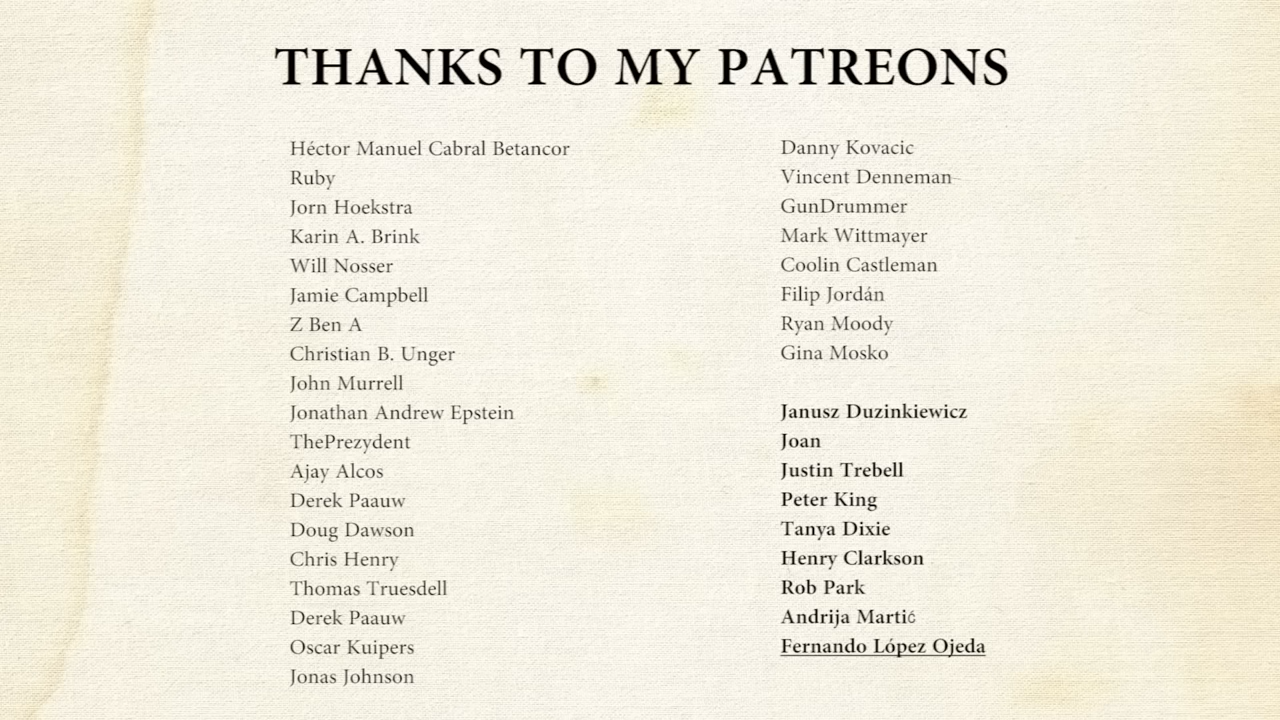 THANKS TO MY PATREONS
Héctor Manuel Cabral Betancor
Ruby
Jorn Hoekstra
Karin A. Brink
Will Nosser
Jamie Campbell
Z Ben A
Christian B. Unger
John Murrell
Jonathan Andrew Epstein
ThePrezydent
Ajay Alcos
Derek Paauw
Doug Dawson
Chris Henry
Thomas Truesdell
Derek Paauw
Oscar Kuipers
Jonas Johnson
Danny Kovacic
Vincent Denneman
GunDrummer
Mark Wittmayer
Coolin Castleman
Filip Jordán
Ryan Moody
Gina Mosko
Janusz Duzinkiewicz
Joan
Justin Trebell
Peter King
Tanya Dixie
Henry Clarkson
Rob Park
Andrija Martić
Fernando López Ojeda